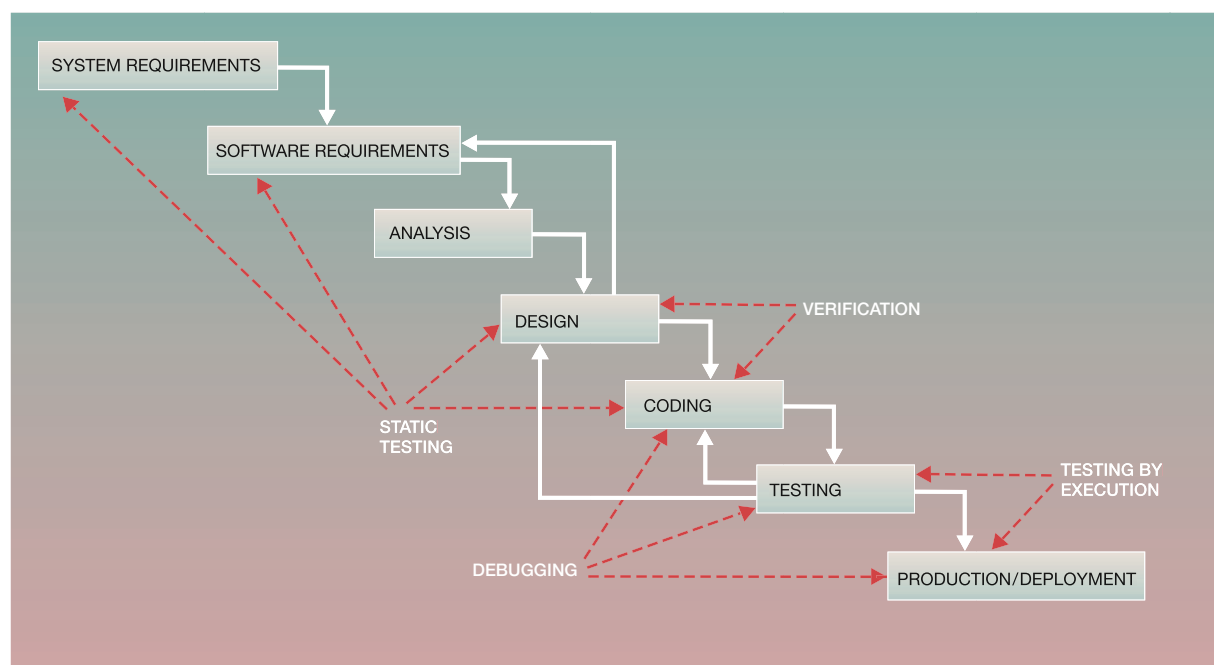 SYSTEM REQUIREMENTS
SOFTWARE REQUIREMENTS
ANALYSIS
DESIGN
VERIFICATION
CODING
STATIC
TESTING
TESTING
TESTING BY
EXECUTION
DEBUGGING
PRODUCTION/DEPLOYMENT